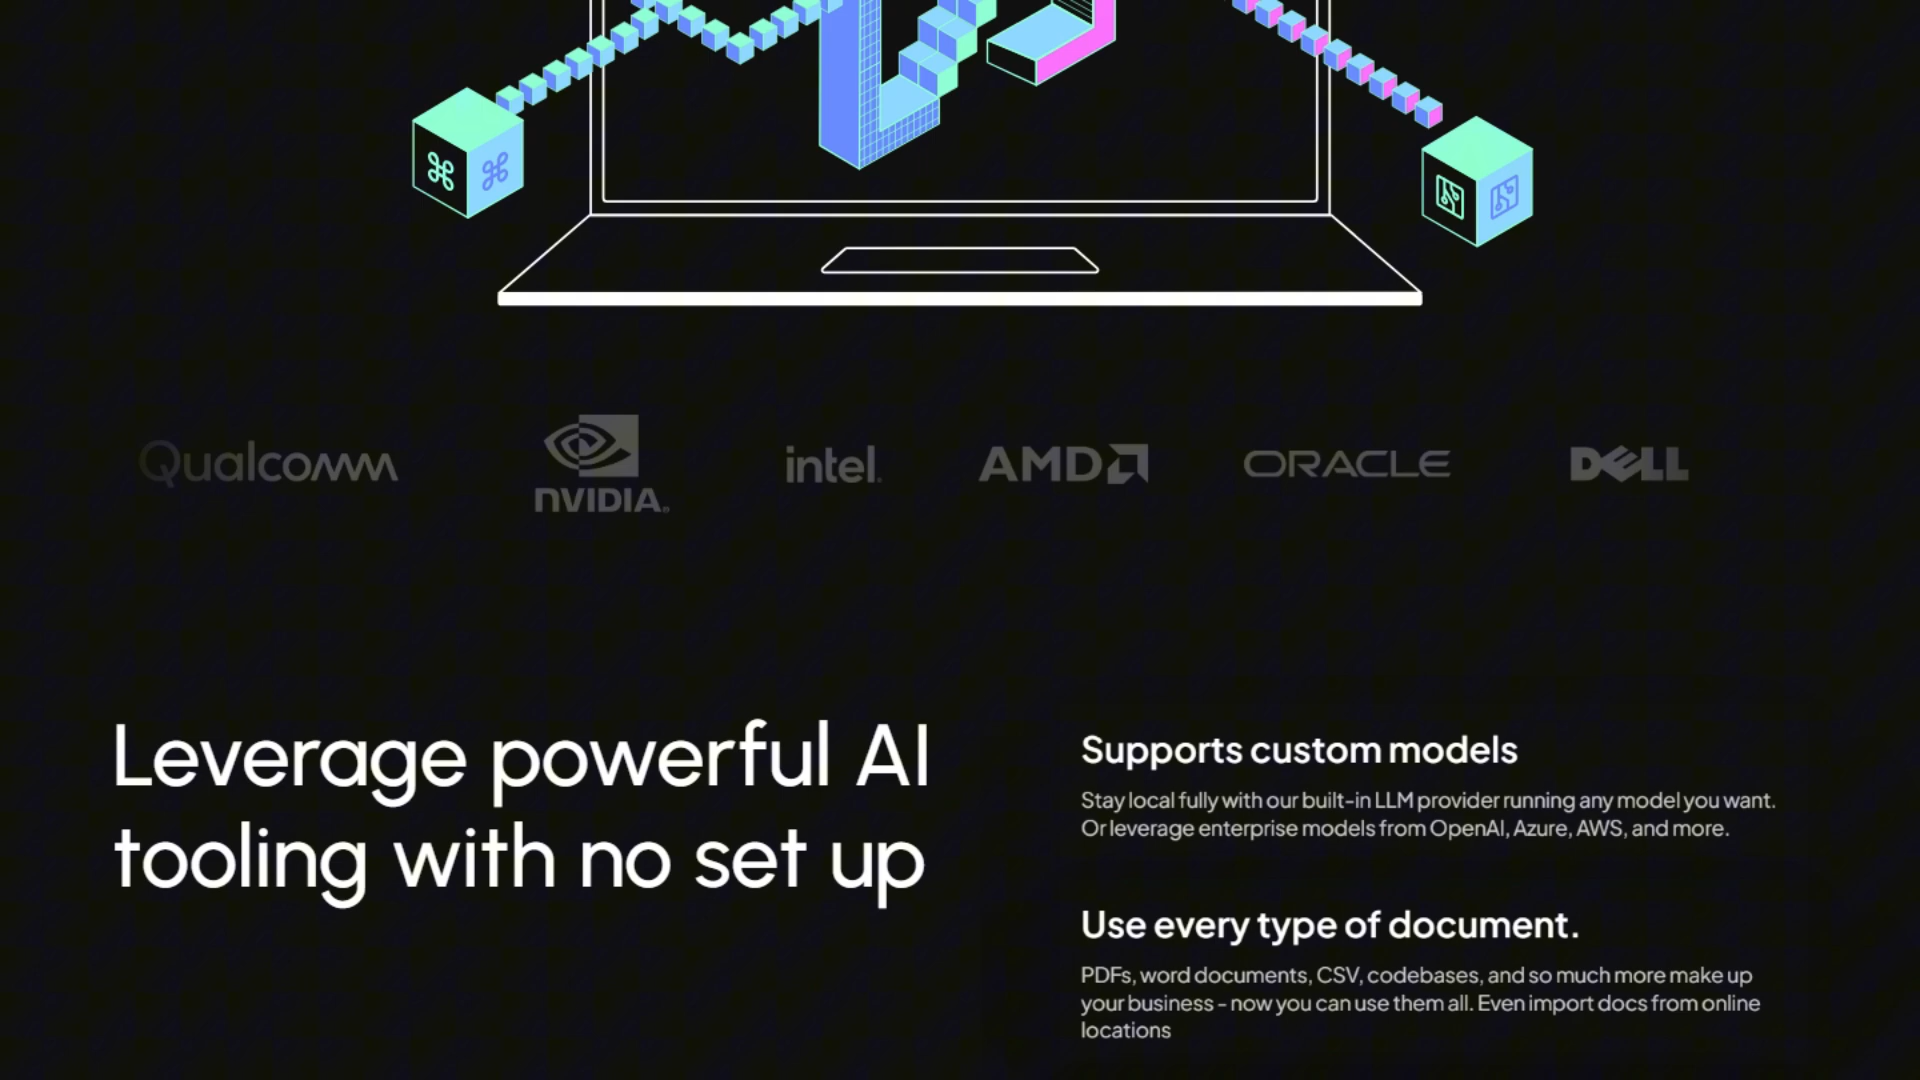 Qualcomm
NVIDIA
intel.
AMD
ORACLE
DELL
Leverage powerful AI
tooling with no set up
Supports custom models
Stay local fully with our built-in LLM provider running any model you want.
Or leverage enterprise models from OpenAI, Azure, AWS, and more.
Use every type of document.
PDFs, word documents, CSV, codebases, and so much more make up
your business - now you can use them all. Even import docs from online
locations